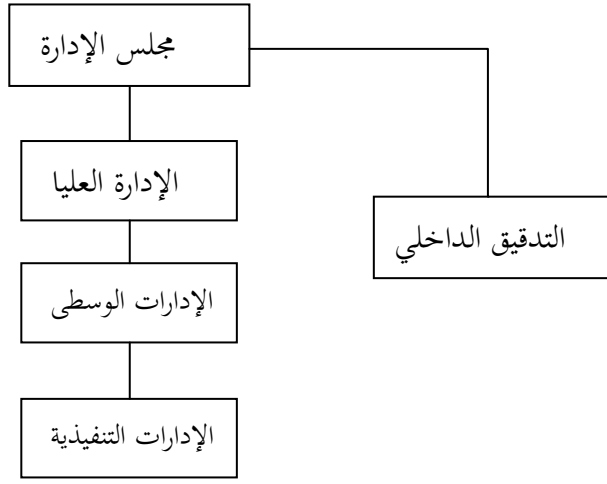 مجلس الإدارة
الإدارة العليا
التدقيق الداخلي
الإدارات الوسطى
الإدارات التنفيذية